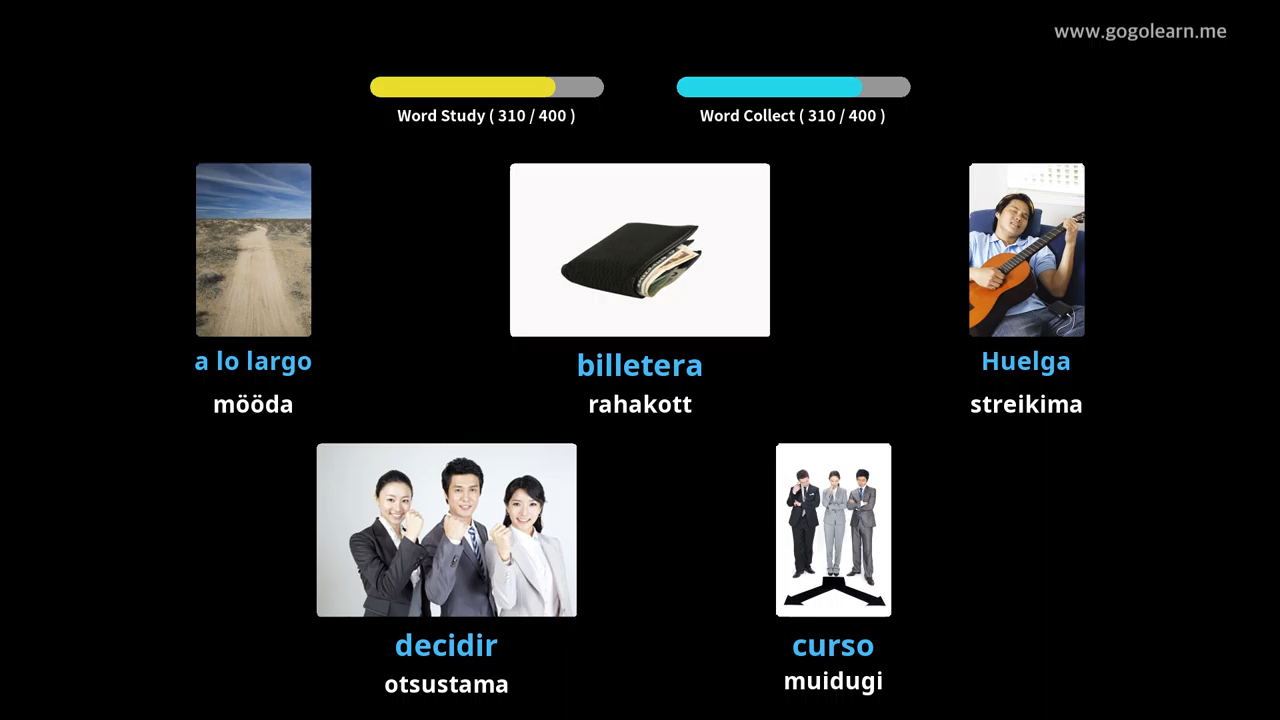 www.gogolearn.me
Word Study ( 310 / 400 )
Word Collect ( 310 / 400 )
a lo largo
mööda
billetera
rahakott
Huelga
streikima
decidir
otsustama
curso
muidugi